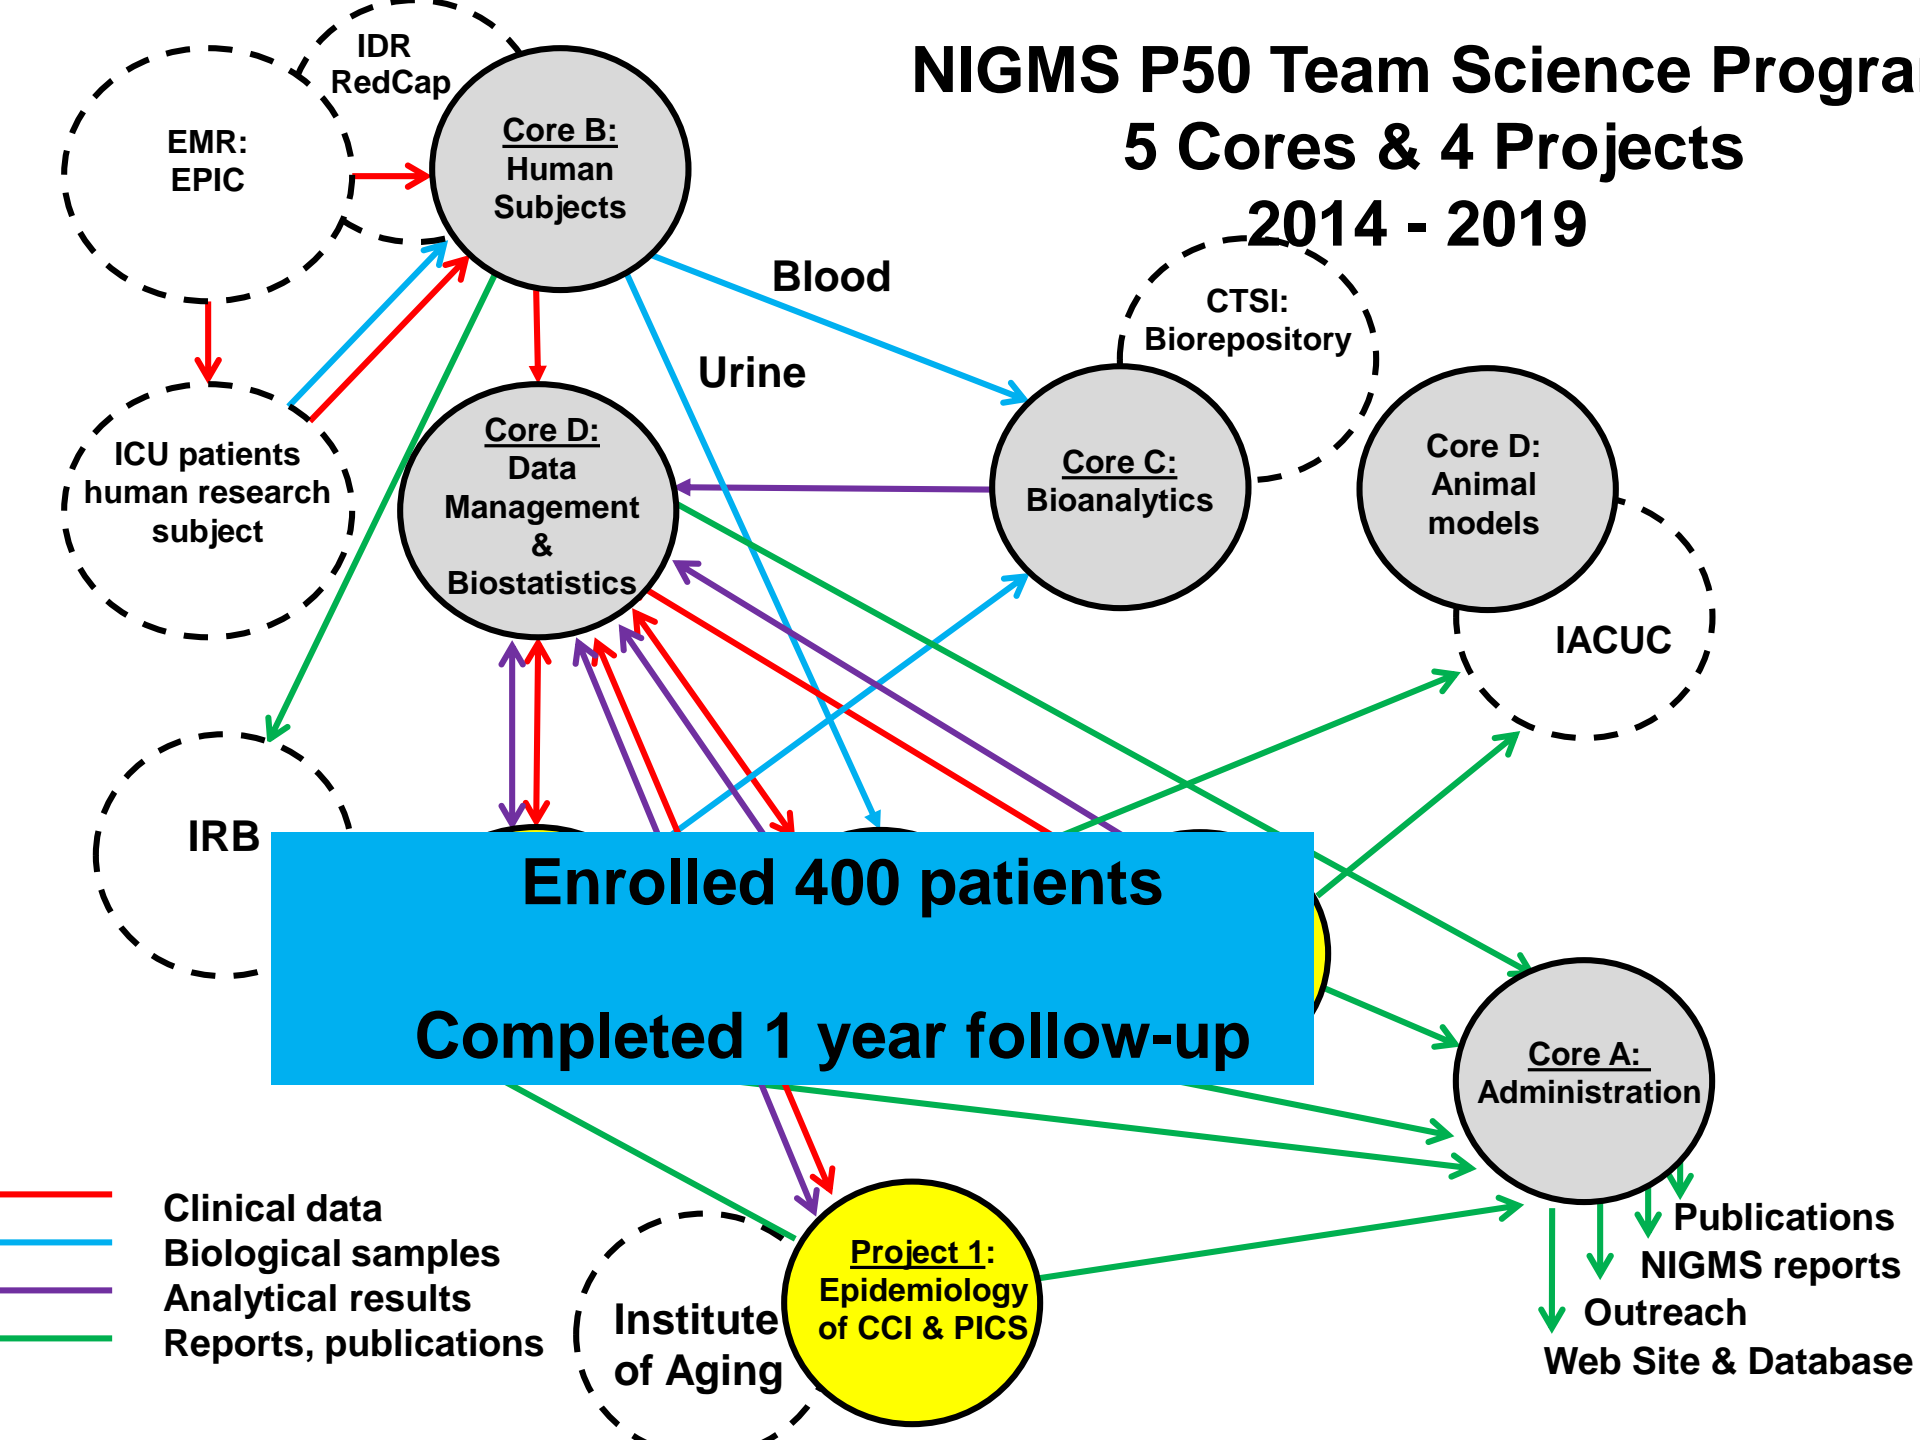 IDR
RedCap
NIGMS P50 Team Science Progra
5 Cores & 4 Projects
2014 - 2019
EMR:
EPIC
Core B:
Human
Subjects
Blood
CTSI:
Biorepository
Urine
ICU patients
human research
subject
Core D:
Data
Management
&
Biostatistics
Core C:
Bioanalytics
Core D:
Animal
models
IACUC
IRB
Enrolled 400 patients
Completed 1 year follow-up
Core A:
Administration
Clinical data
Biological samples
Analytical results
Reports, publications
Institute
of Aging
Project 1:
Epidemiology
of CCI & PICS
Publications
NIGMS reports
Outreach
Web Site & Database